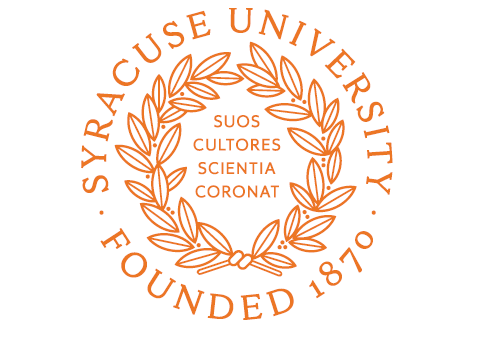 SYRACUSE UNIVERSITY
SUOS
CULTORES
SCIENTIA
CORONAT
· FOUNDED 1870 ·